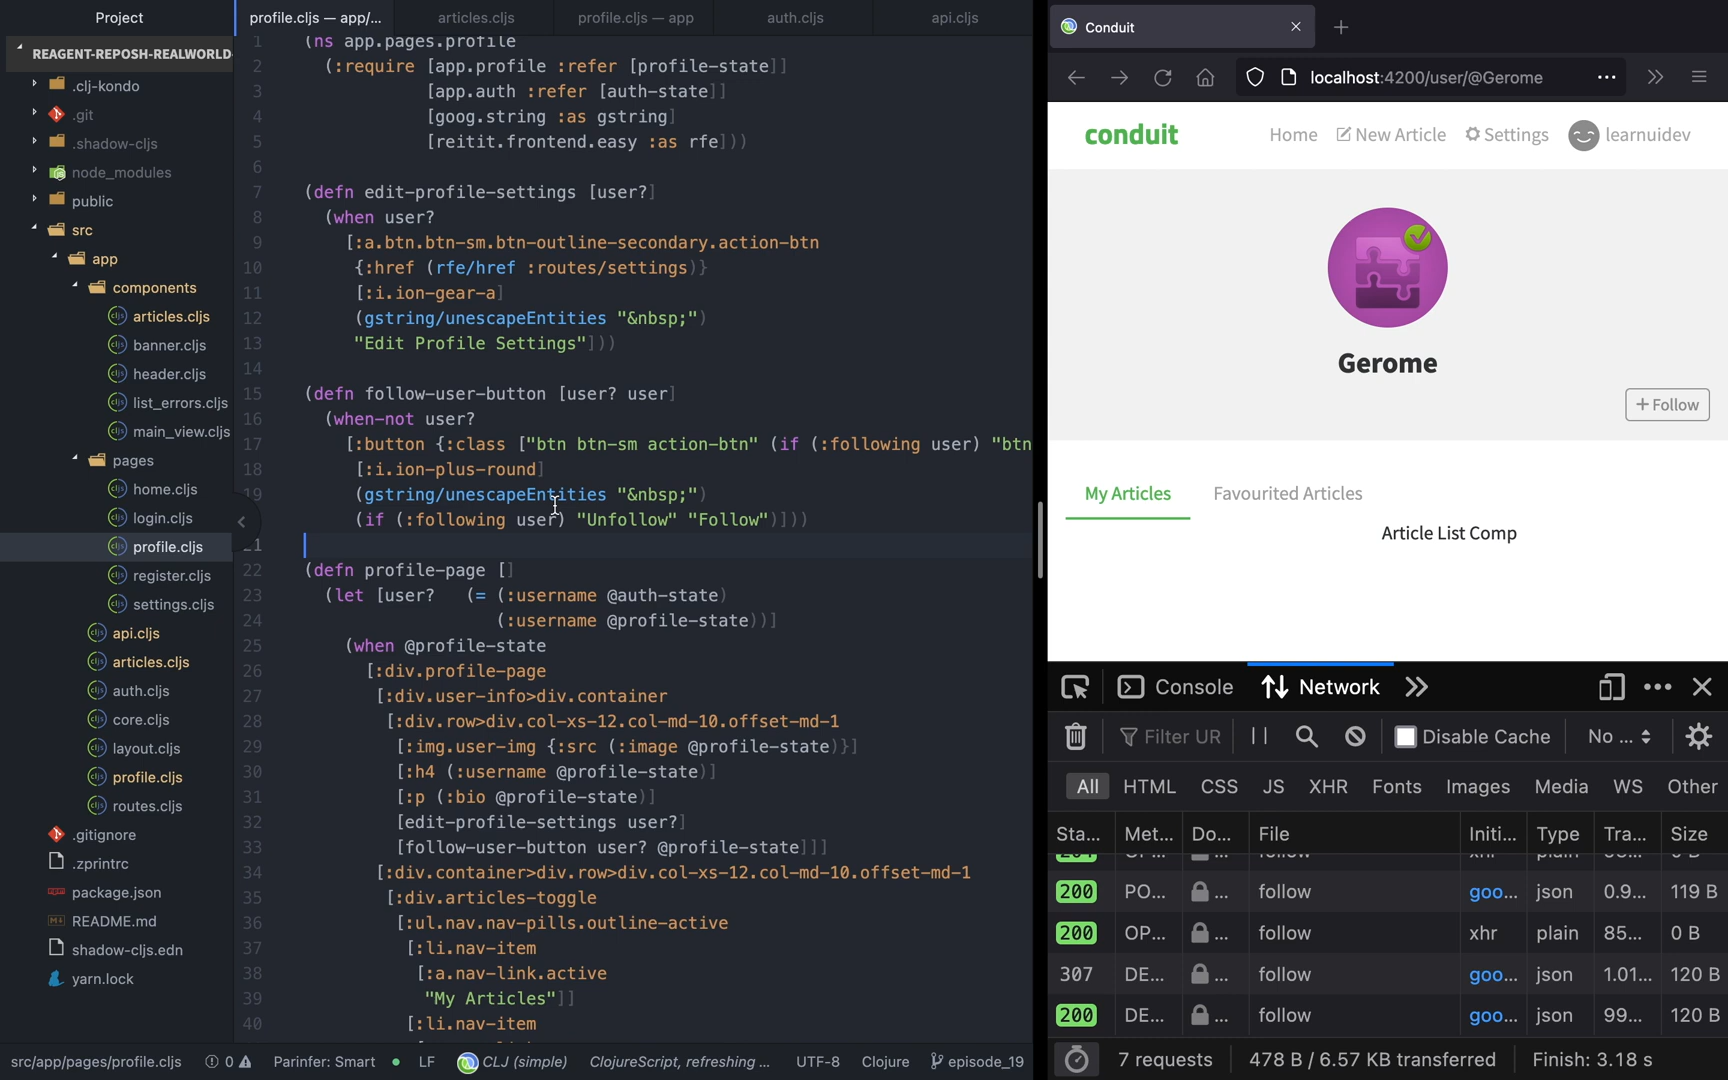 Project
REAGENT-REPOSH-REALWORLD-
.clj-kondo
.git
.shadow-cljs
node_modules
public
src
app
components
articles.cljs
banner.cljs
header.cljs
list_errors.cljs
main_view.cljs
pages
home.cljs
login.cljs
profile.cljs
register.cljs
settings.cljs
api.cljs
articles.cljs
auth.cljs
core.cljs
layout.cljs
profile.cljs
routes.cljs
.gitignore
.zprintrc
package.json
README.md
shadow-cljs.edn
yarn.lock
profile.cljs — app/... articles.cljs profile.cljs — app auth.cljs api.cljs
1 (ns app.pages.profile
2 (:require [app.profile :refer [profile-state]]
3 [app.auth :refer [auth-state]]
4 [goog.string :as gstring]
5 [reitit.frontend.easy :as rfe]))
6
7 (defn edit-profile-settings [user?]
8 (when user?
9 [:a.btn.btn-sm.btn-outline-secondary.action-btn
10 {:href (rfe/href :routes/settings)}
11 [:i.ion-gear-a]
12 (gstring/unescapeEntities "&nbsp;")
13 "Edit Profile Settings"]))
14
15 (defn follow-user-button [user? user]
16 (when-not user?
17 [:button {:class ["btn btn-sm action-btn" (if (:following user) "btn
18 [:i.ion-plus-round]
19 (gstring/unescapeEntities "&nbsp;")
(if (:following user) "Unfollow" "Follow")]))
21
22 (defn profile-page []
23 (let [user? (= (:username @auth-state)
24 (:username @profile-state))]
25 (when @profile-state
26 [:div.profile-page
27 [:div.user-info>div.container
28 [:div.row>div.col-xs-12.col-md-10.offset-md-1
29 [:img.user-img {:src (:image @profile-state)}]
30 [:h4 (:username @profile-state)]
31 [:p (:bio @profile-state)]
32 [edit-profile-settings user?]
33 [follow-user-button user? @profile-state]]]
34 [:div.container>div.row>div.col-xs-12.col-md-10.offset-md-1
35 [:div.articles-toggle
36 [:ul.nav.nav-pills.outline-active
37 [:li.nav-item
38 [:a.nav-link.active
39 "My Articles"]]
40 [:li.nav-item
src/app/pages/profile.cljs 0 Parinfer: Smart LF CLJ (simple) ClojureScript, refreshing ... UTF-8 Clojure episode_19
Conduit
localhost:4200/user/@Gerome
conduit Home New Article Settings learnuidev
Gerome
+ Follow
My Articles Favourited Articles
Article List Comp
Console Network
Filter UR Disable Cache No ...
All HTML CSS JS XHR Fonts Images Media WS Other
Sta... Met... Do... File Initi... Type Tra... Size
200 PO... ... follow goo... json 0.9... 119 B
200 OP... ... follow xhr plain 85... 0 B
307 DE... ... follow goo... json 1.01... 120 B
200 DE... ... follow goo... json 99... 120 B
7 requests 478 B / 6.57 KB transferred Finish: 3.18 s